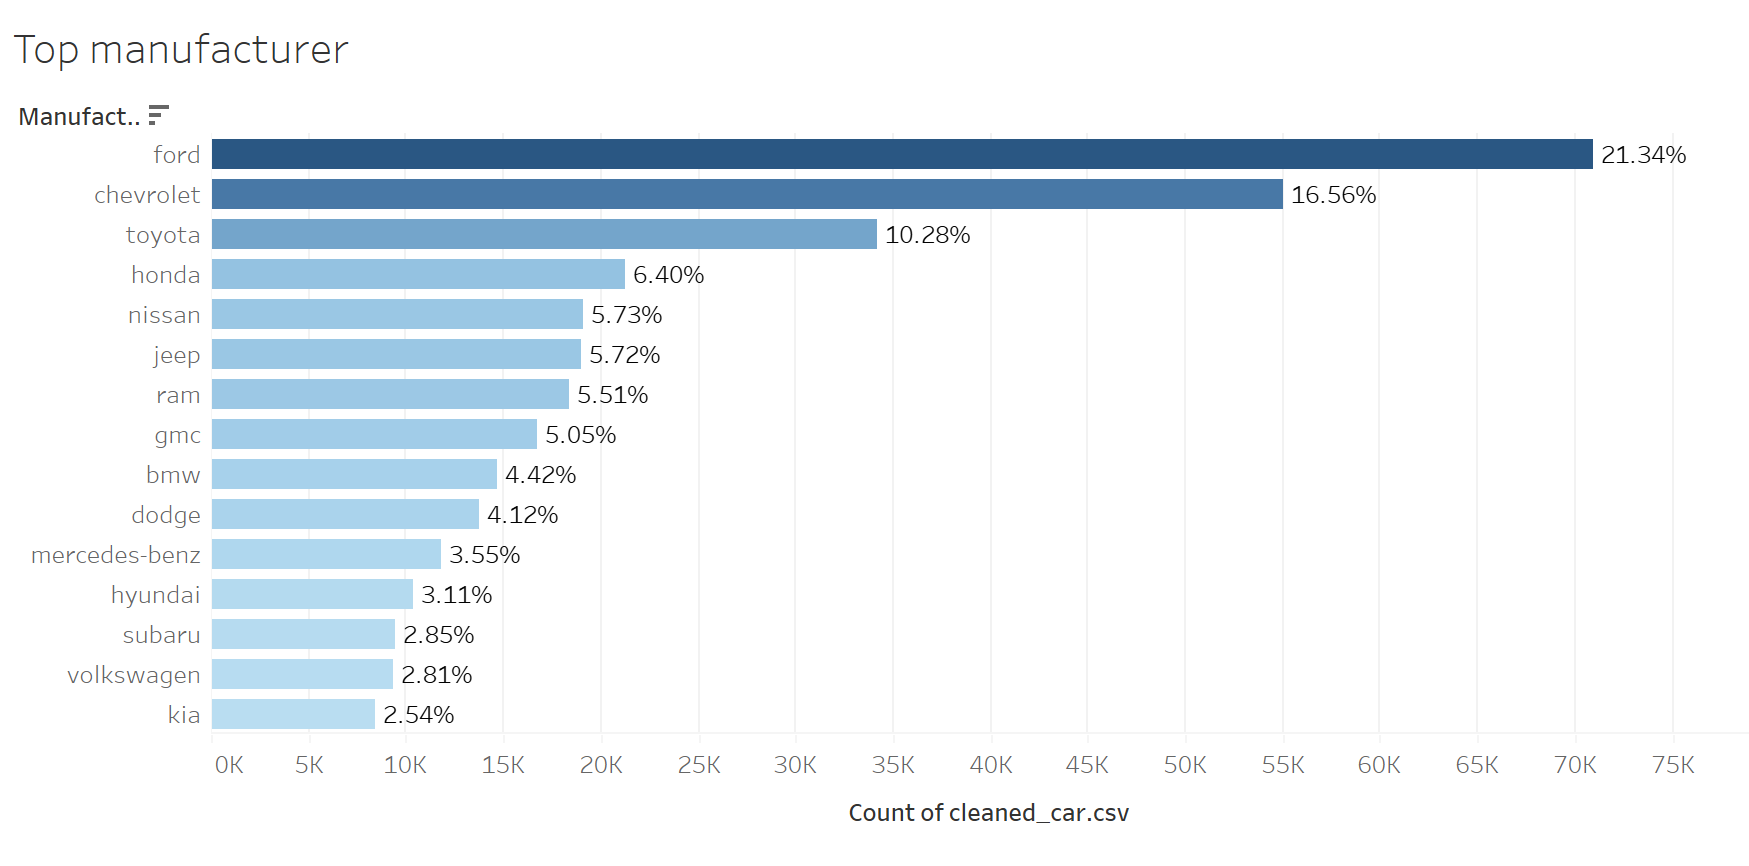 Top manufacturer
Manufact..
ford 21.34%
chevrolet 16.56%
toyota 10.28%
honda 6.40%
nissan 5.73%
jeep 5.72%
ram 5.51%
gmc 5.05%
bmw 4.42%
dodge 4.12%
mercedes-benz 3.55%
hyundai 3.11%
subaru 2.85%
volkswagen 2.81%
kia 2.54%
0K 5K 10K 15K 20K 25K 30K 35K 40K 45K 50K 55K 60K 65K 70K 75K
Count of cleaned_car.csv